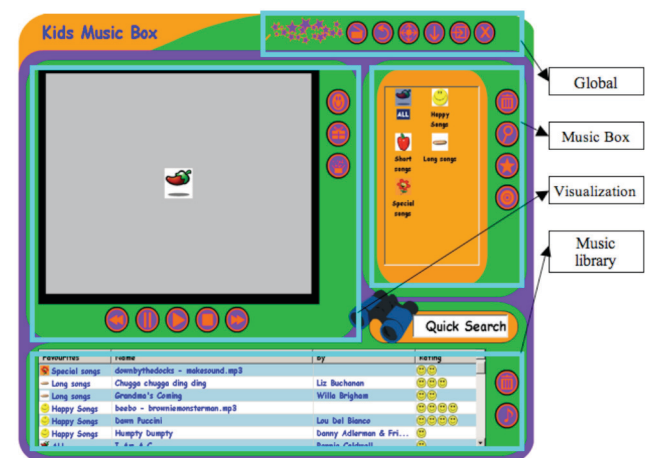 Kids Music Box
Global
Music Box
Visualization
Music
library
ALL
Happy
Songs
Short
songs
Long songs
Special
songs
Quick Search
Favourites Name by Rating
Special songs downbythedocks - makesound.mp3
Long songs Chugga chugga ding ding Liz Buchanan
Long songs Grandma's Coming Willa Brigham
Happy Songs beebo - browniemonsterman.mp3
Happy Songs Dawn Puccini Lou Del Bianco
Happy Songs Humpty Dumpty Danny Adlerman & Fri...
ALL